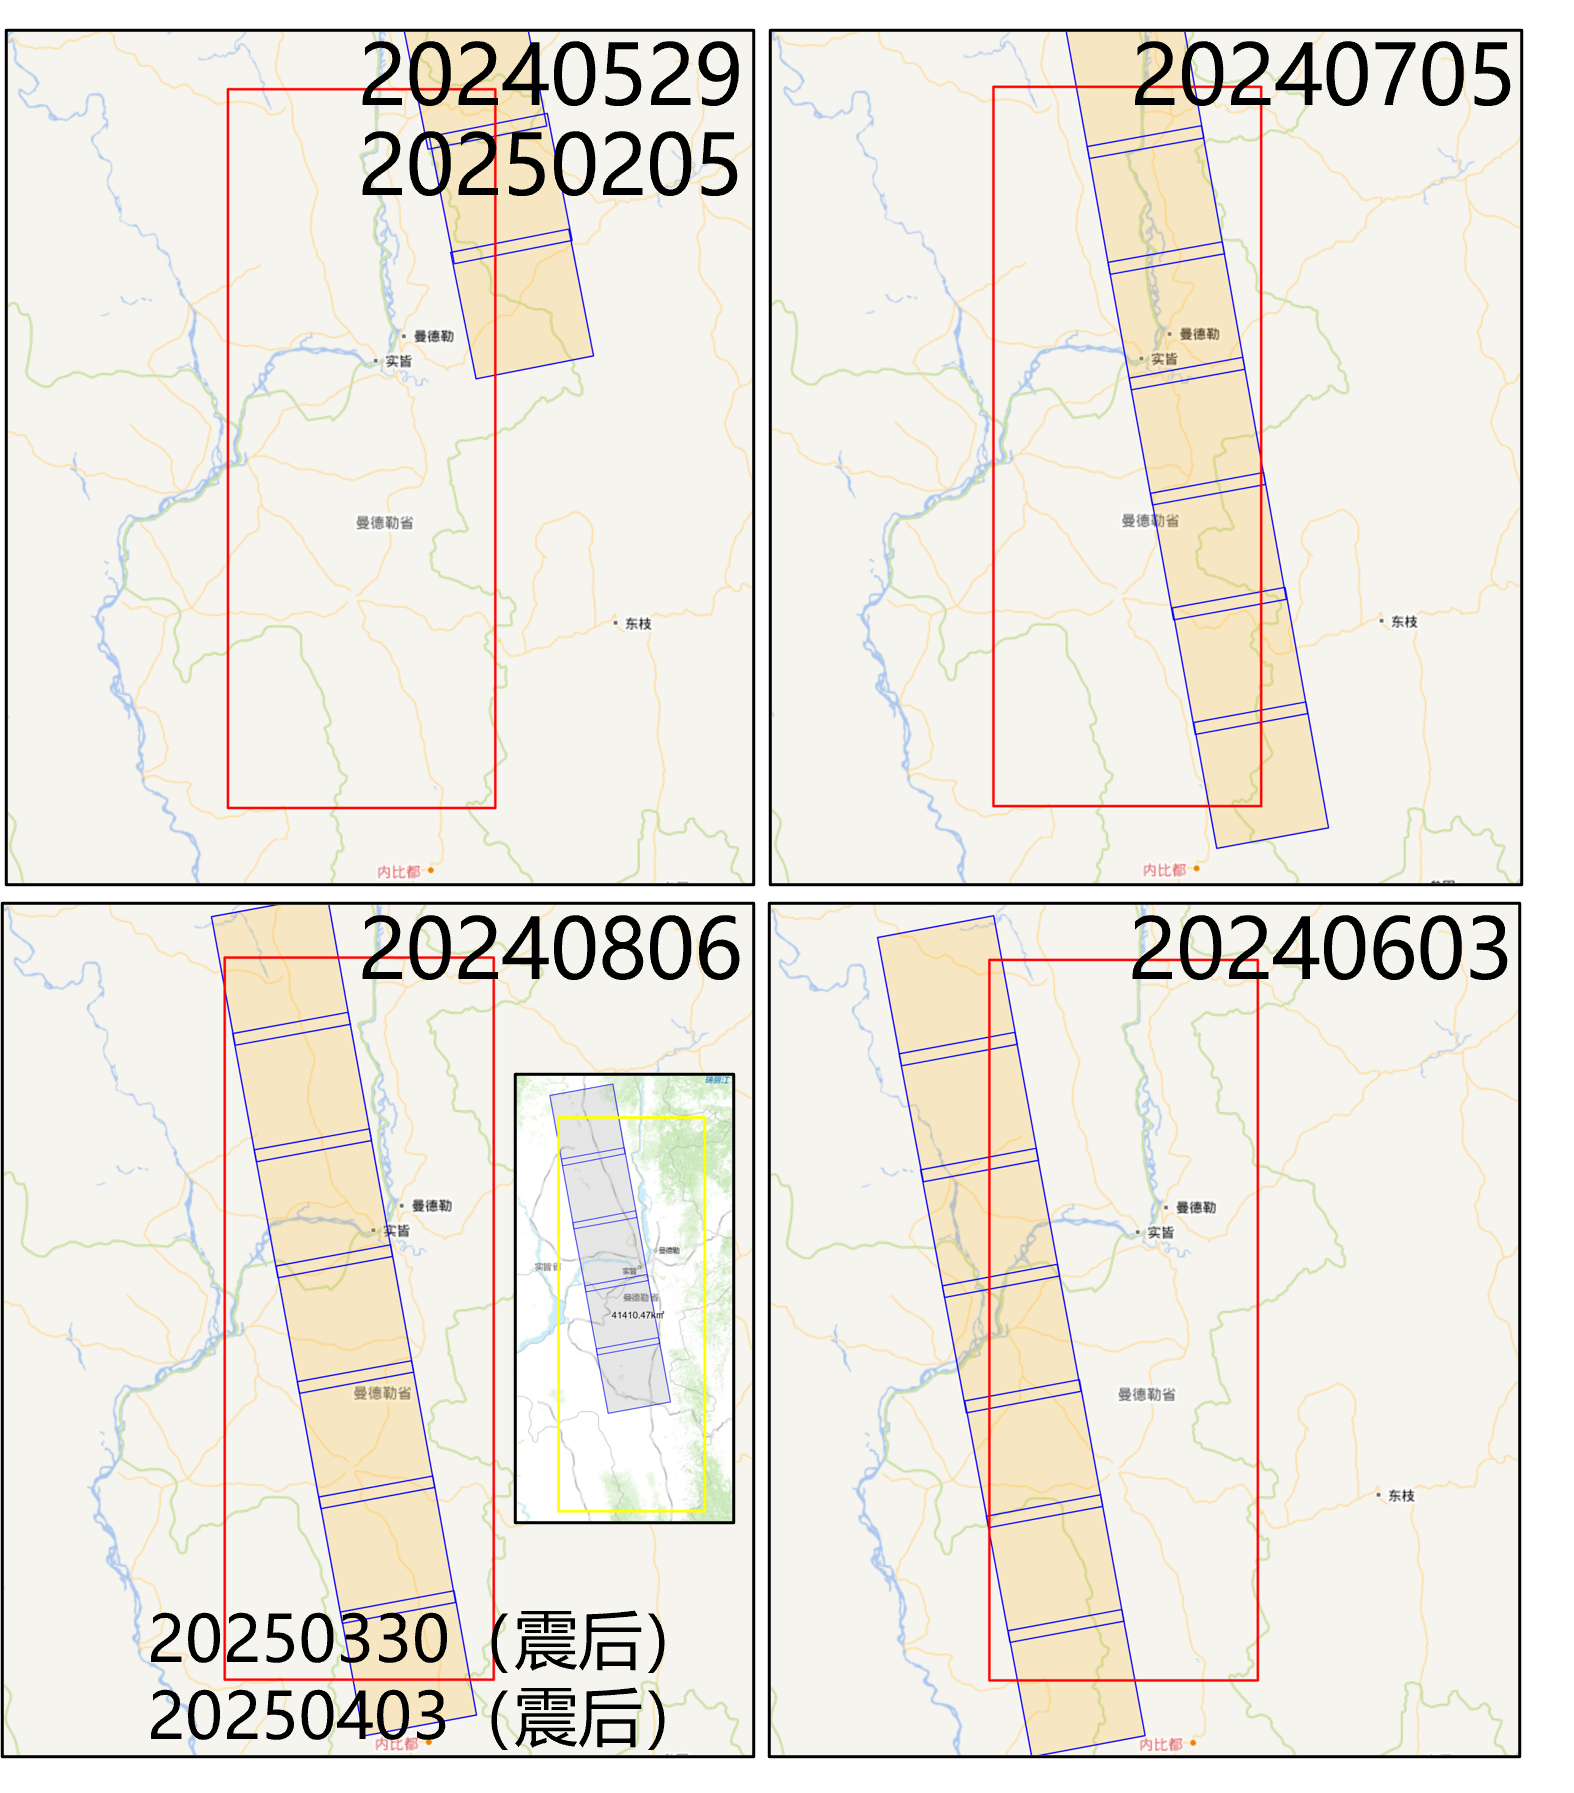 20240529
20250205
曼德勒
实皆
曼德勒省
东枝
内比都
20240705
曼德勒
实皆
曼德勒省
东枝
内比都
20240806
曼德勒
实皆
曼德勒省
瑞丽江
曼德勒
实皆省
实皆
曼德勒省
41410.47km²
20250330（震后）
20250403（震后）
内比都
20240603
曼德勒
实皆
曼德勒省
东枝
内比都